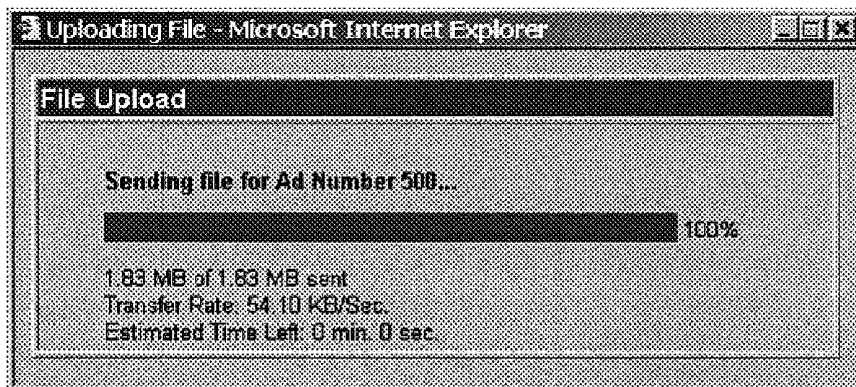 Uploading File - Microsoft Internet Explorer
File Upload
Sending file for Ad Number 500...
100%
1.83 MB of 1.83 MB sent
Transfer Rate: 54.10 KB/Sec.
Estimated Time Left: 0 min. 0 sec.